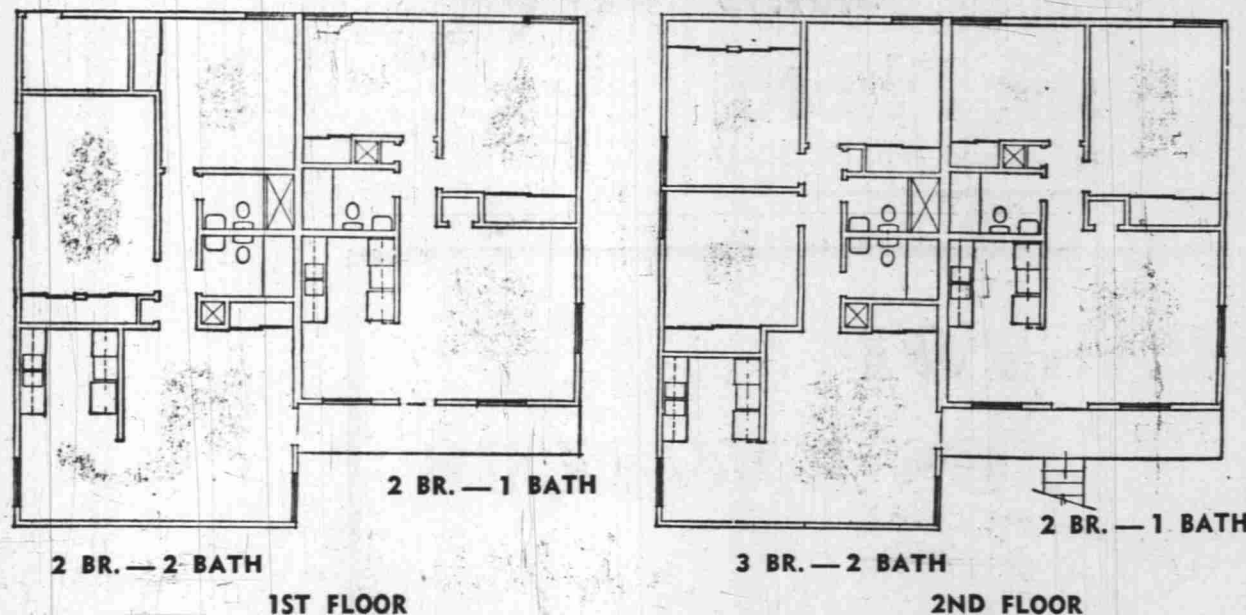 2 BR. — 1 BATH
2 BR. — 2 BATH
1ST FLOOR
2 BR. — 1 BATH
3 BR. — 2 BATH
2ND FLOOR